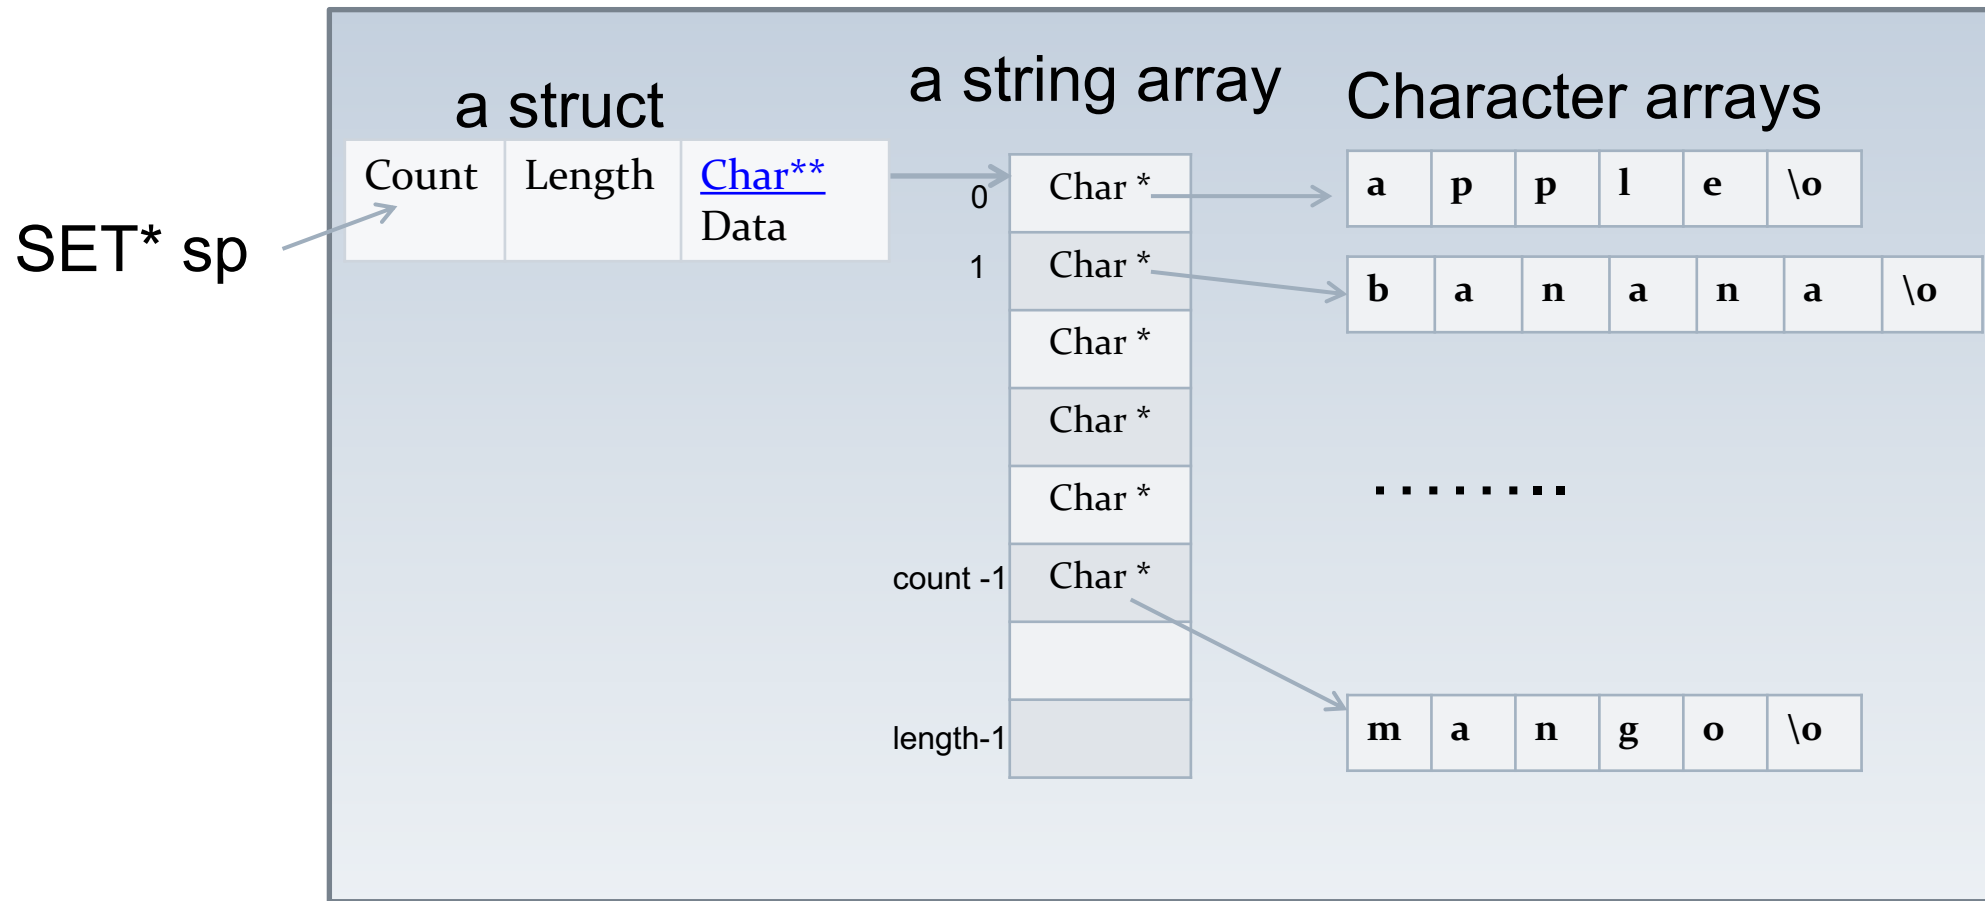 a struct
a string array
Character arrays
SET* sp
Count
Length
Char**
Data
0
Char *
a p p l e \o
1
Char *
b a n a n a \o
Char *
Char *
Char *
........
count -1
Char *
length-1
m a n g o \o